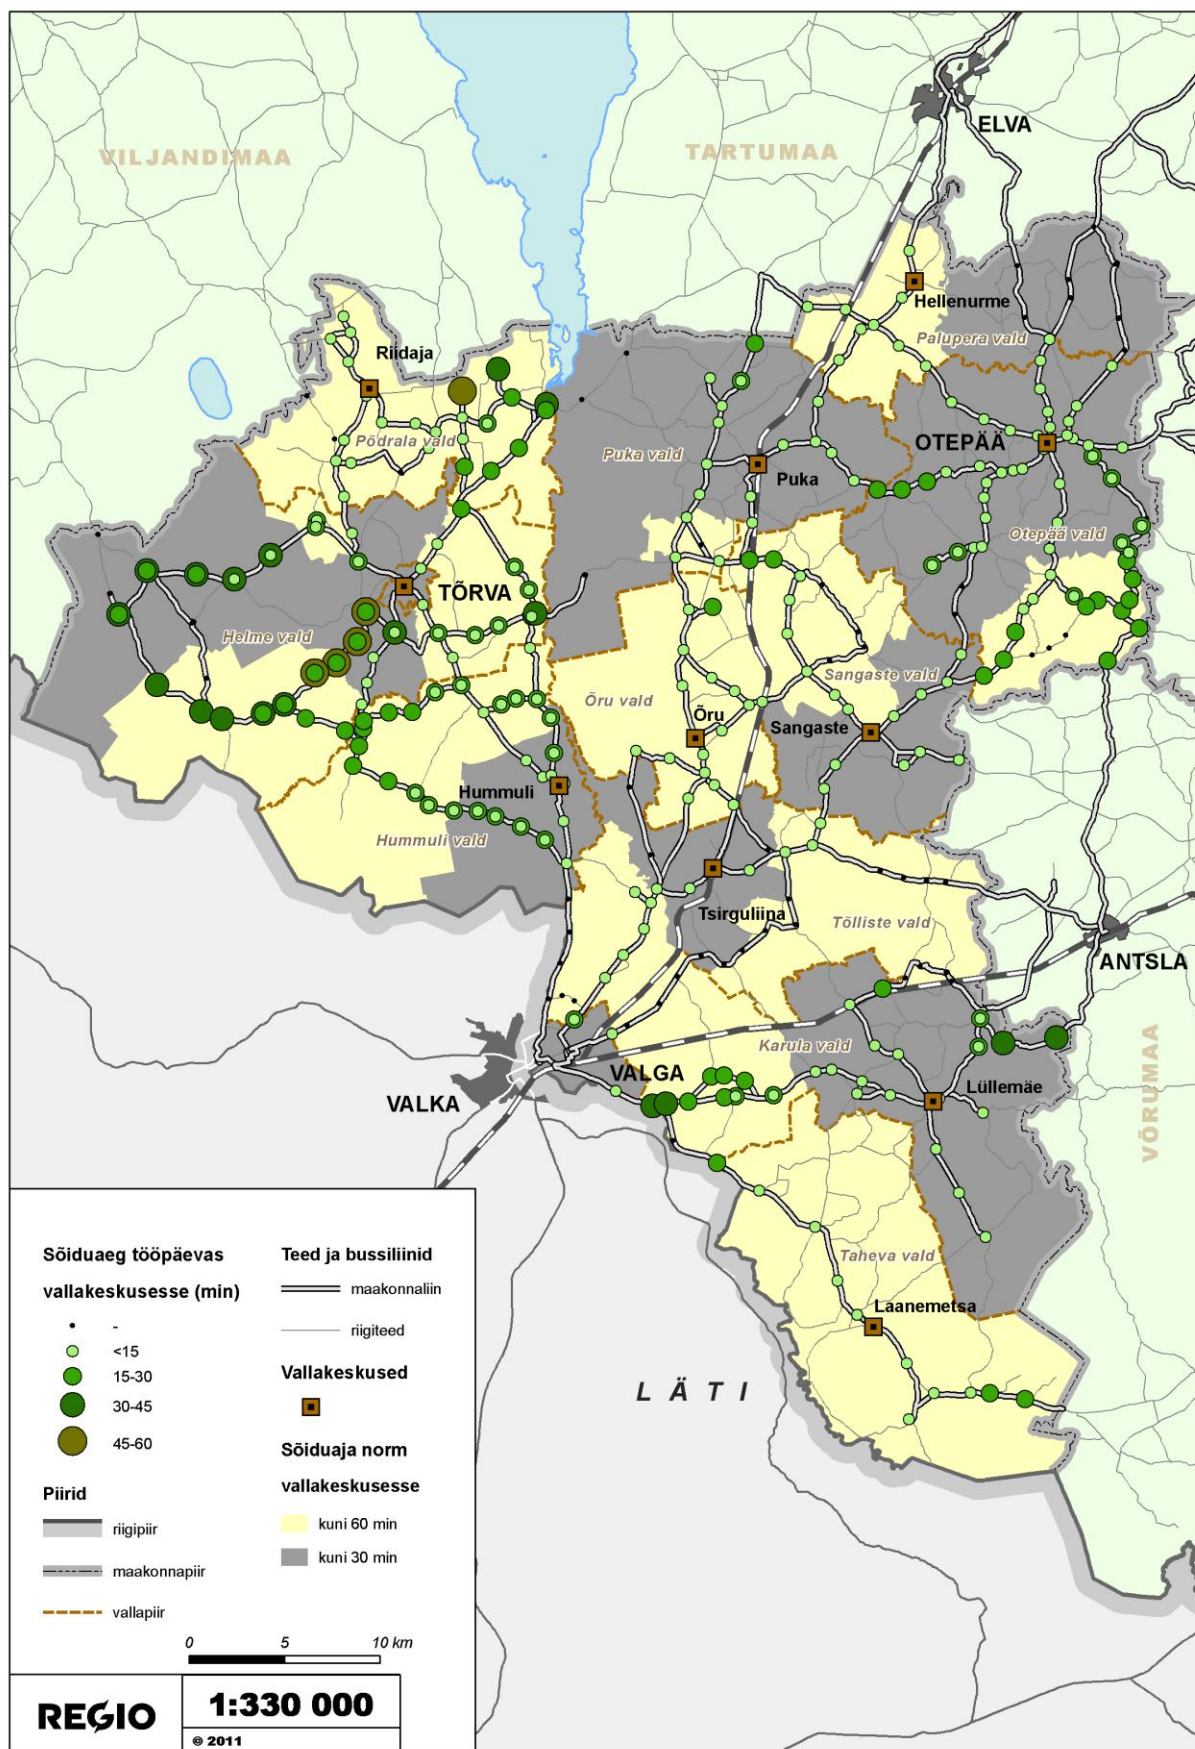 ELVA
VILJANDIMAA
TARTUMAA
Hellenurme
Palupera vald
Riidaja
Põdrala vald
Puka vald
OTEPÄÄ
Puka
Otepää vald
TÕRVA
Helme vald
Sangaste vald
Õru vald
Õru
Sangaste
Hummuli
Hummuli vald
Tsirguliina
Tõlliste vald
ANTSLA
Karula vald
VALGA
VALKA
Lüllemäe
VÕRUMAA
Taheva vald
Laanemetsa
LÄTI
Sõiduaeg tööpäevas
vallakeskusesse (min)
-
<15
15-30
30-45
45-60
Piirid
riigipiir
maakonnapiir
vallapiir
Teed ja bussiliinid
maakonnaliin
riigiteed
Vallakeskused
Sõiduaja norm
vallakeskusesse
kuni 60 min
kuni 30 min
0 5 10 km
REGIO
1:330 000
© 2011